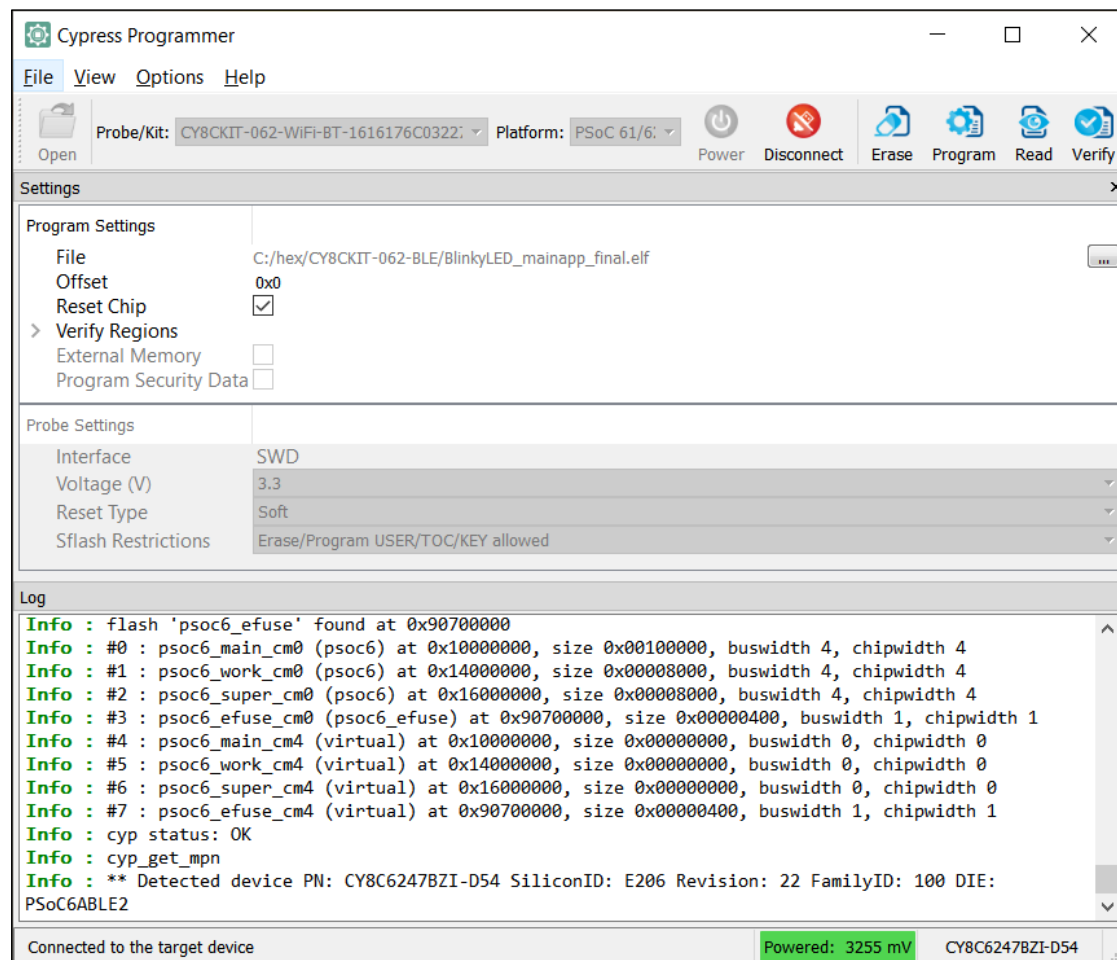 Cypress Programmer
File View Options Help
Open
Probe/Kit: CY8CKIT-062-WiFi-BT-1616176C0322 Platform: PSoC 61/6
Power Disconnect Erase Program Read Verify
Settings
Program Settings
File C:/hex/CY8CKIT-062-BLE/BlinkyLED_mainapp_final.elf ...
Offset 0x0
Reset Chip
Verify Regions
External Memory
Program Security Data
Probe Settings
Interface SWD
Voltage (V) 3.3
Reset Type Soft
Sflash Restrictions Erase/Program USER/TOC/KEY allowed
Log
Info : flash 'psoc6_efuse' found at 0x90700000
Info : #0 : psoc6_main_cm0 (psoc6) at 0x10000000, size 0x00100000, buswidth 4, chipwidth 4
Info : #1 : psoc6_work_cm0 (psoc6) at 0x14000000, size 0x00008000, buswidth 4, chipwidth 4
Info : #2 : psoc6_super_cm0 (psoc6) at 0x16000000, size 0x00008000, buswidth 4, chipwidth 4
Info : #3 : psoc6_efuse_cm0 (psoc6_efuse) at 0x90700000, size 0x00000400, buswidth 1, chipwidth 1
Info : #4 : psoc6_main_cm4 (virtual) at 0x10000000, size 0x00000000, buswidth 0, chipwidth 0
Info : #5 : psoc6_work_cm4 (virtual) at 0x14000000, size 0x00000000, buswidth 0, chipwidth 0
Info : #6 : psoc6_super_cm4 (virtual) at 0x16000000, size 0x00000000, buswidth 0, chipwidth 0
Info : #7 : psoc6_efuse_cm4 (virtual) at 0x90700000, size 0x00000400, buswidth 1, chipwidth 1
Info : cyp status: OK
Info : cyp_get_mpn
Info : ** Detected device PN: CY8C6247BZI-D54 SiliconID: E206 Revision: 22 FamilyID: 100 DIE:
PSoC6ABLE2
Connected to the target device Powered: 3255 mV CY8C6247BZI-D54